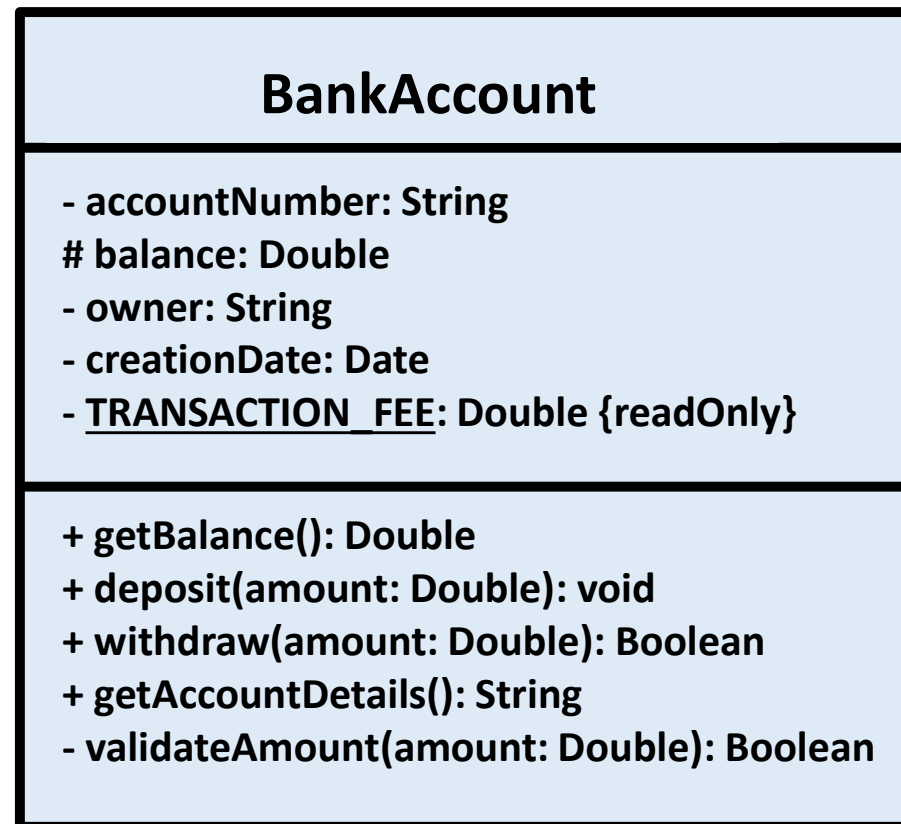 BankAccount
- accountNumber: String
# balance: Double
- owner: String
- creationDate: Date
- TRANSACTION_FEE: Double {readOnly}
+ getBalance(): Double
+ deposit(amount: Double): void
+ withdraw(amount: Double): Boolean
+ getAccountDetails(): String
- validateAmount(amount: Double): Boolean